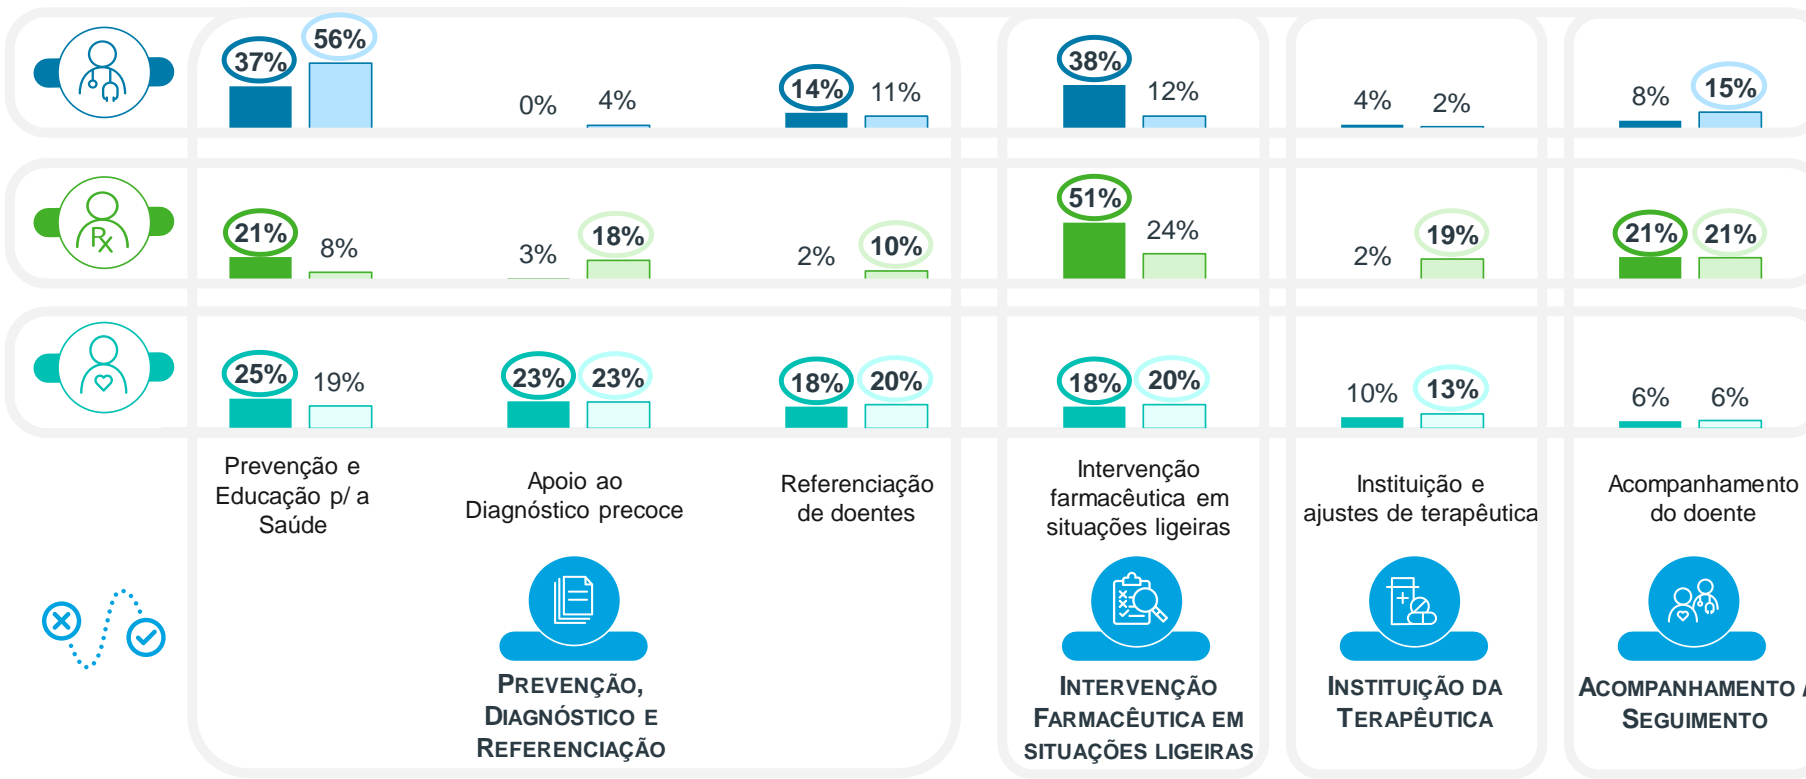 37% 56% 0% 4% 14% 11% 38% 12% 4% 2% 8% 15%
21% 8% 3% 18% 2% 10% 51% 24% 2% 19% 21% 21%
25% 19% 23% 23% 18% 20% 18% 20% 10% 13% 6% 6%
Prevenção e
Educação p/ a
Saúde
Apoio ao
Diagnóstico precoce
Referenciação
de doentes
Intervenção
farmacêutica em
situações ligeiras
Instituição e
ajustes de terapêutica
Acompanhamento
do doente
PREVENÇÃO,
DIAGNÓSTICO E
REFERENCIAÇÃO
INTERVENÇÃO
FARMACÊUTICA EM
SITUAÇÕES LIGEIRAS
INSTITUIÇÃO DA
TERAPÊUTICA
ACOMPANHAMENTO
SEGUIMENTO